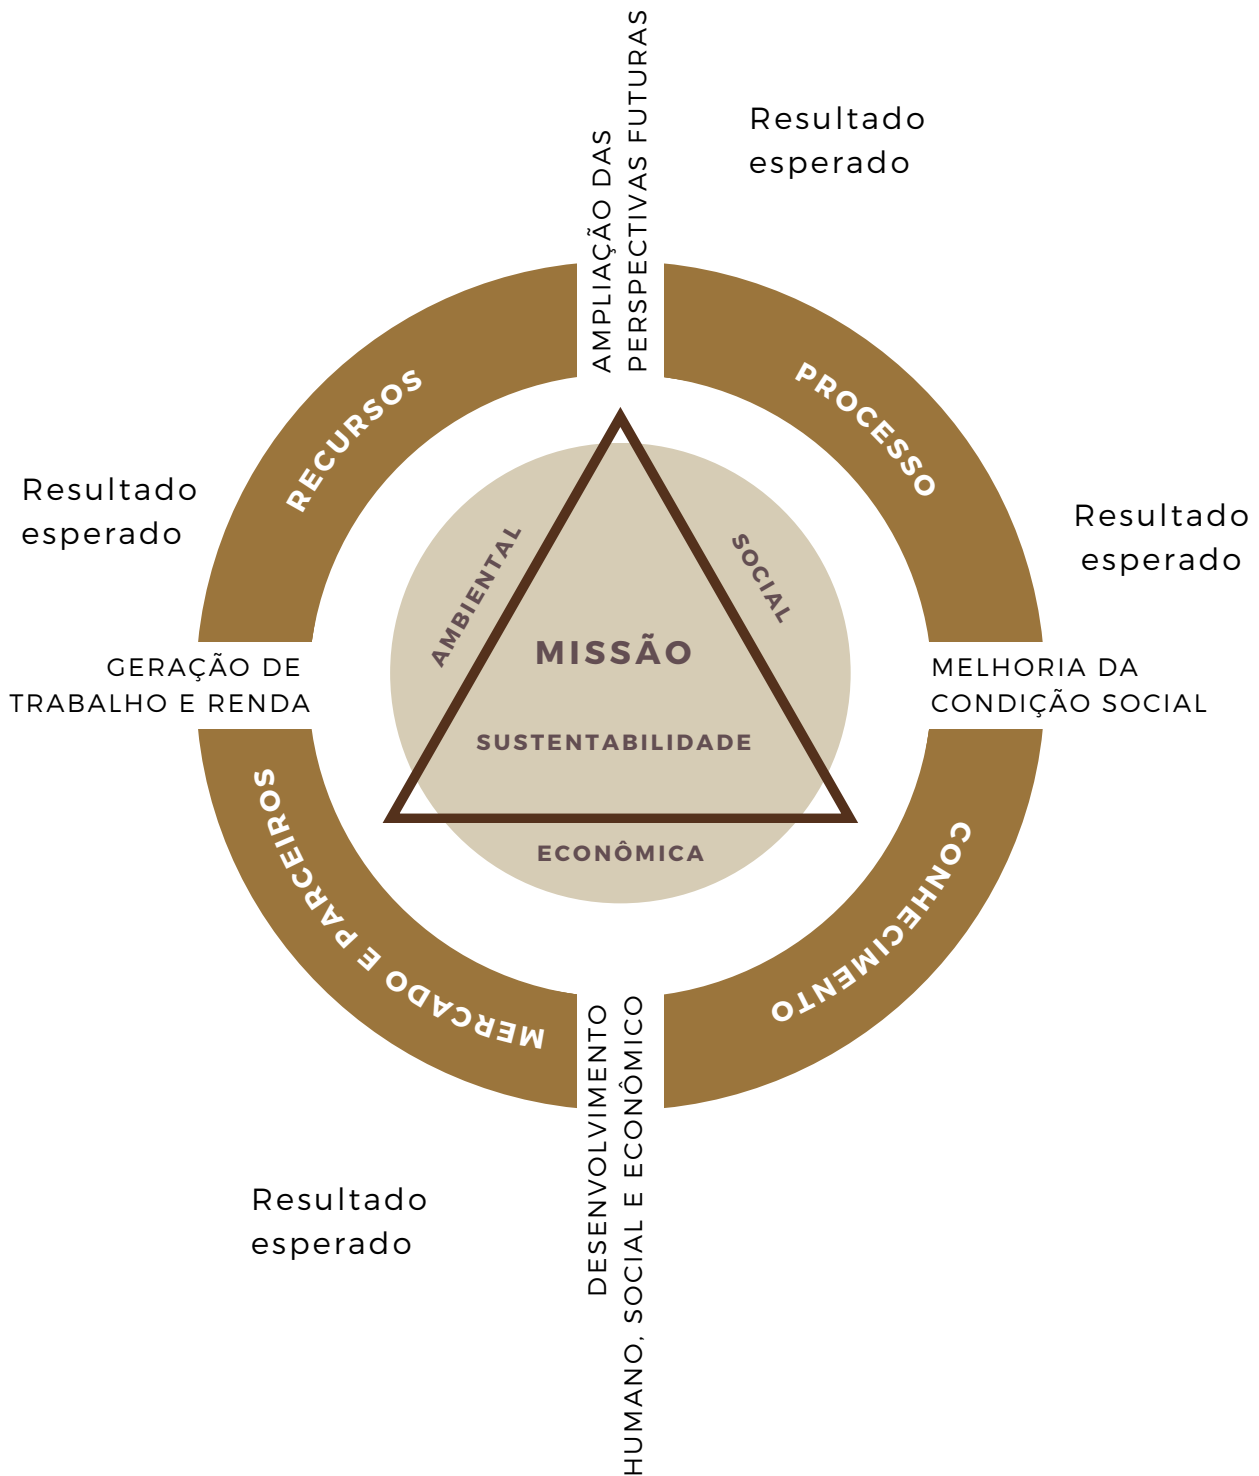 AMPLIAÇÃO DAS
PERSPECTIVAS FUTURAS
Resultado
esperado
RECURSOS
PROCESSO
Resultado
esperado
Resultado
esperado
AMBIENTAL
SOCIAL
MISSÃO
SUSTENTABILIDADE
ECONÔMICA
GERAÇÃO DE
TRABALHO E RENDA
MELHORIA DA
CONDIÇÃO SOCIAL
MERCADO E PARCEIROS
CONHECIMENTO
DESENVOLVIMENTO
HUMANO, SOCIAL E ECONÔMICO
Resultado
esperado